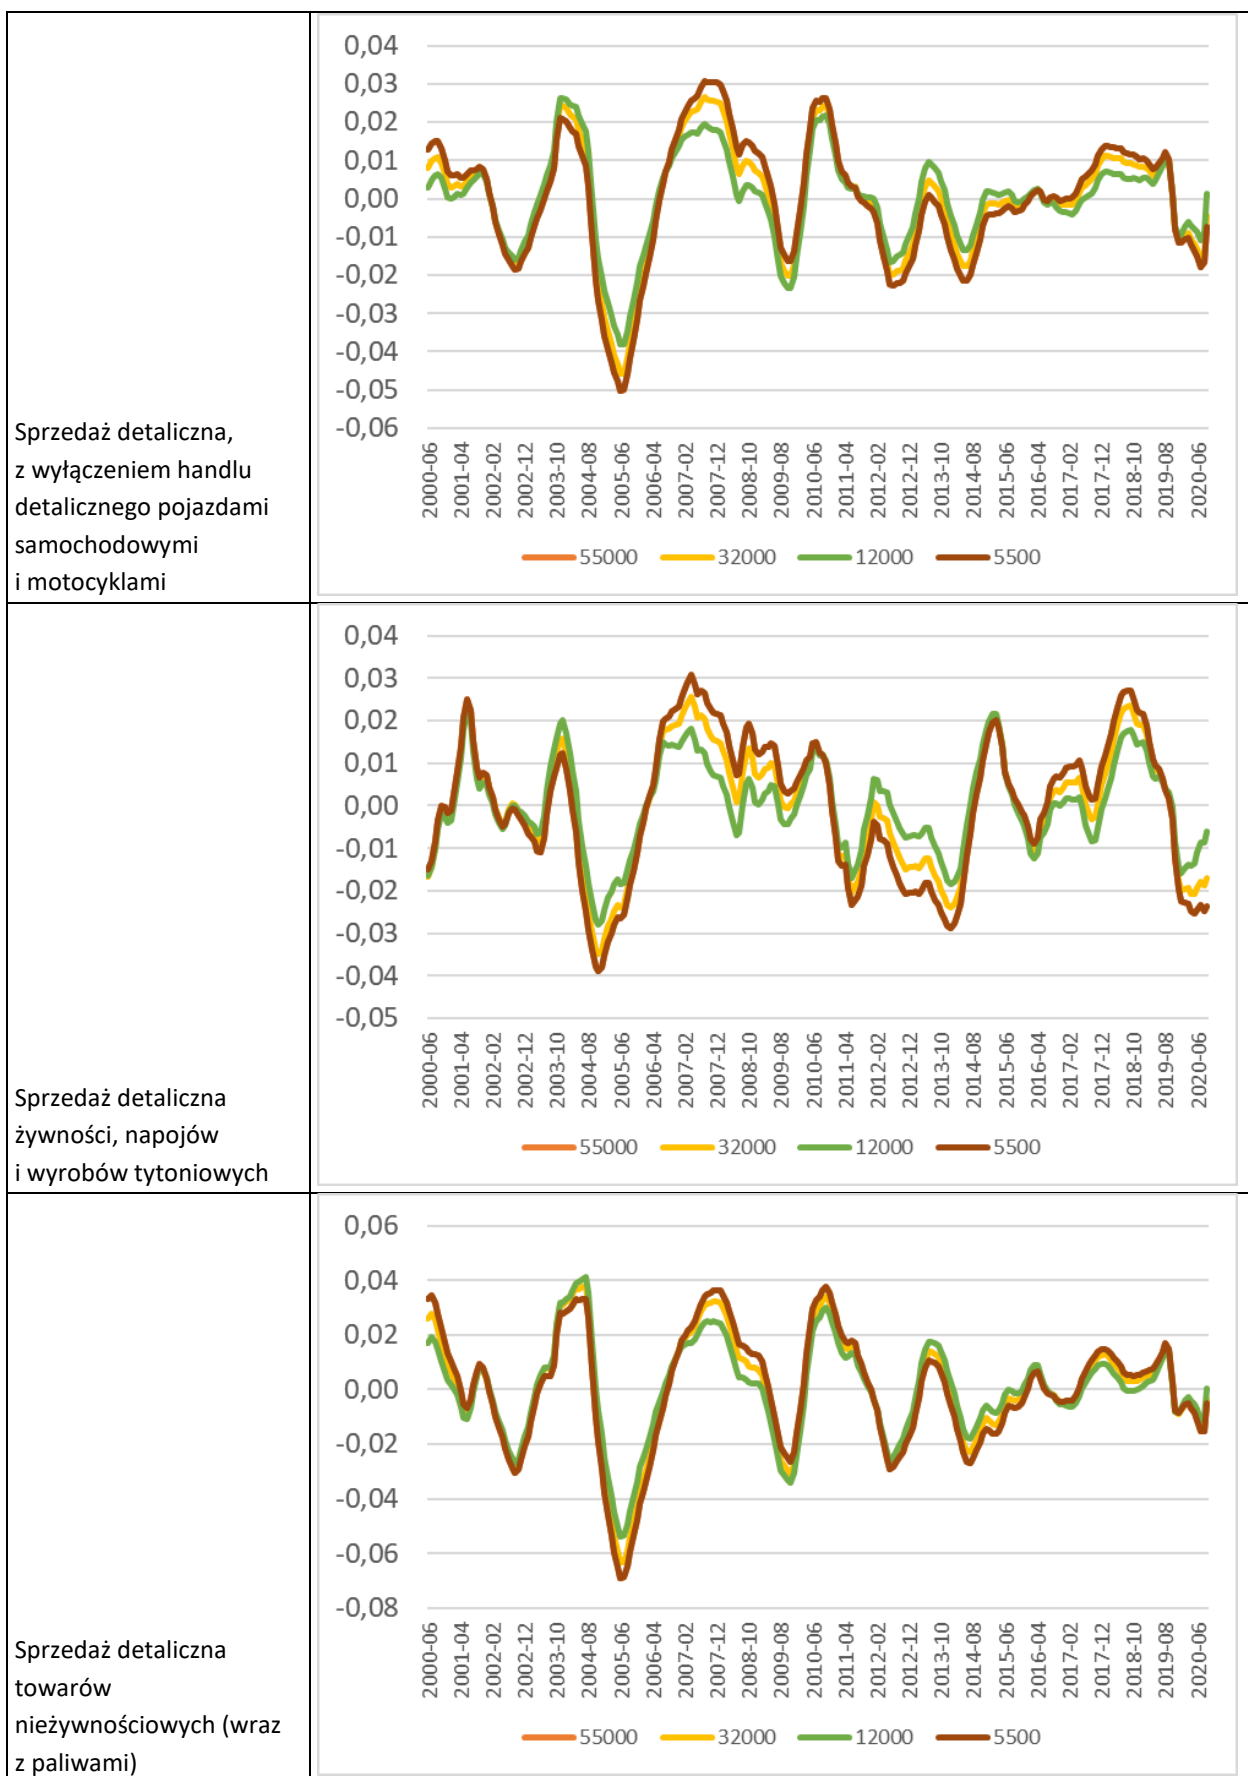 0,04
0,03
0,02
0,01
0,00
-0,01
-0,02
-0,03
-0,04
-0,05
-0,06
2000-06 2001-04 2002-02 2002-12 2003-10 2004-08 2005-06 2006-04 2007-02 2007-12 2008-10 2009-08 2010-06 2011-04 2012-02 2012-12 2013-10 2014-08 2015-06 2016-04 2017-02 2017-12 2018-10 2019-08 2020-06
55000 32000 12000 5500
Sprzedaż detaliczna,
z wyłączeniem handlu
detalicznego pojazdami
samochodowymi
i motocyklami
0,04
0,03
0,02
0,01
0,00
-0,01
-0,02
-0,03
-0,04
-0,05
2000-06 2001-04 2002-02 2002-12 2003-10 2004-08 2005-06 2006-04 2007-02 2007-12 2008-10 2009-08 2010-06 2011-04 2012-02 2012-12 2013-10 2014-08 2015-06 2016-04 2017-02 2017-12 2018-10 2019-08 2020-06
55000 32000 12000 5500
Sprzedaż detaliczna
żywności, napojów
i wyrobów tytoniowych
0,06
0,04
0,02
0,00
-0,02
-0,04
-0,06
-0,08
2000-06 2001-04 2002-02 2002-12 2003-10 2004-08 2005-06 2006-04 2007-02 2007-12 2008-10 2009-08 2010-06 2011-04 2012-02 2012-12 2013-10 2014-08 2015-06 2016-04 2017-02 2017-12 2018-10 2019-08 2020-06
55000 32000 12000 5500
Sprzedaż detaliczna
towarów
nieżywnościowych (wraz
z paliwami)